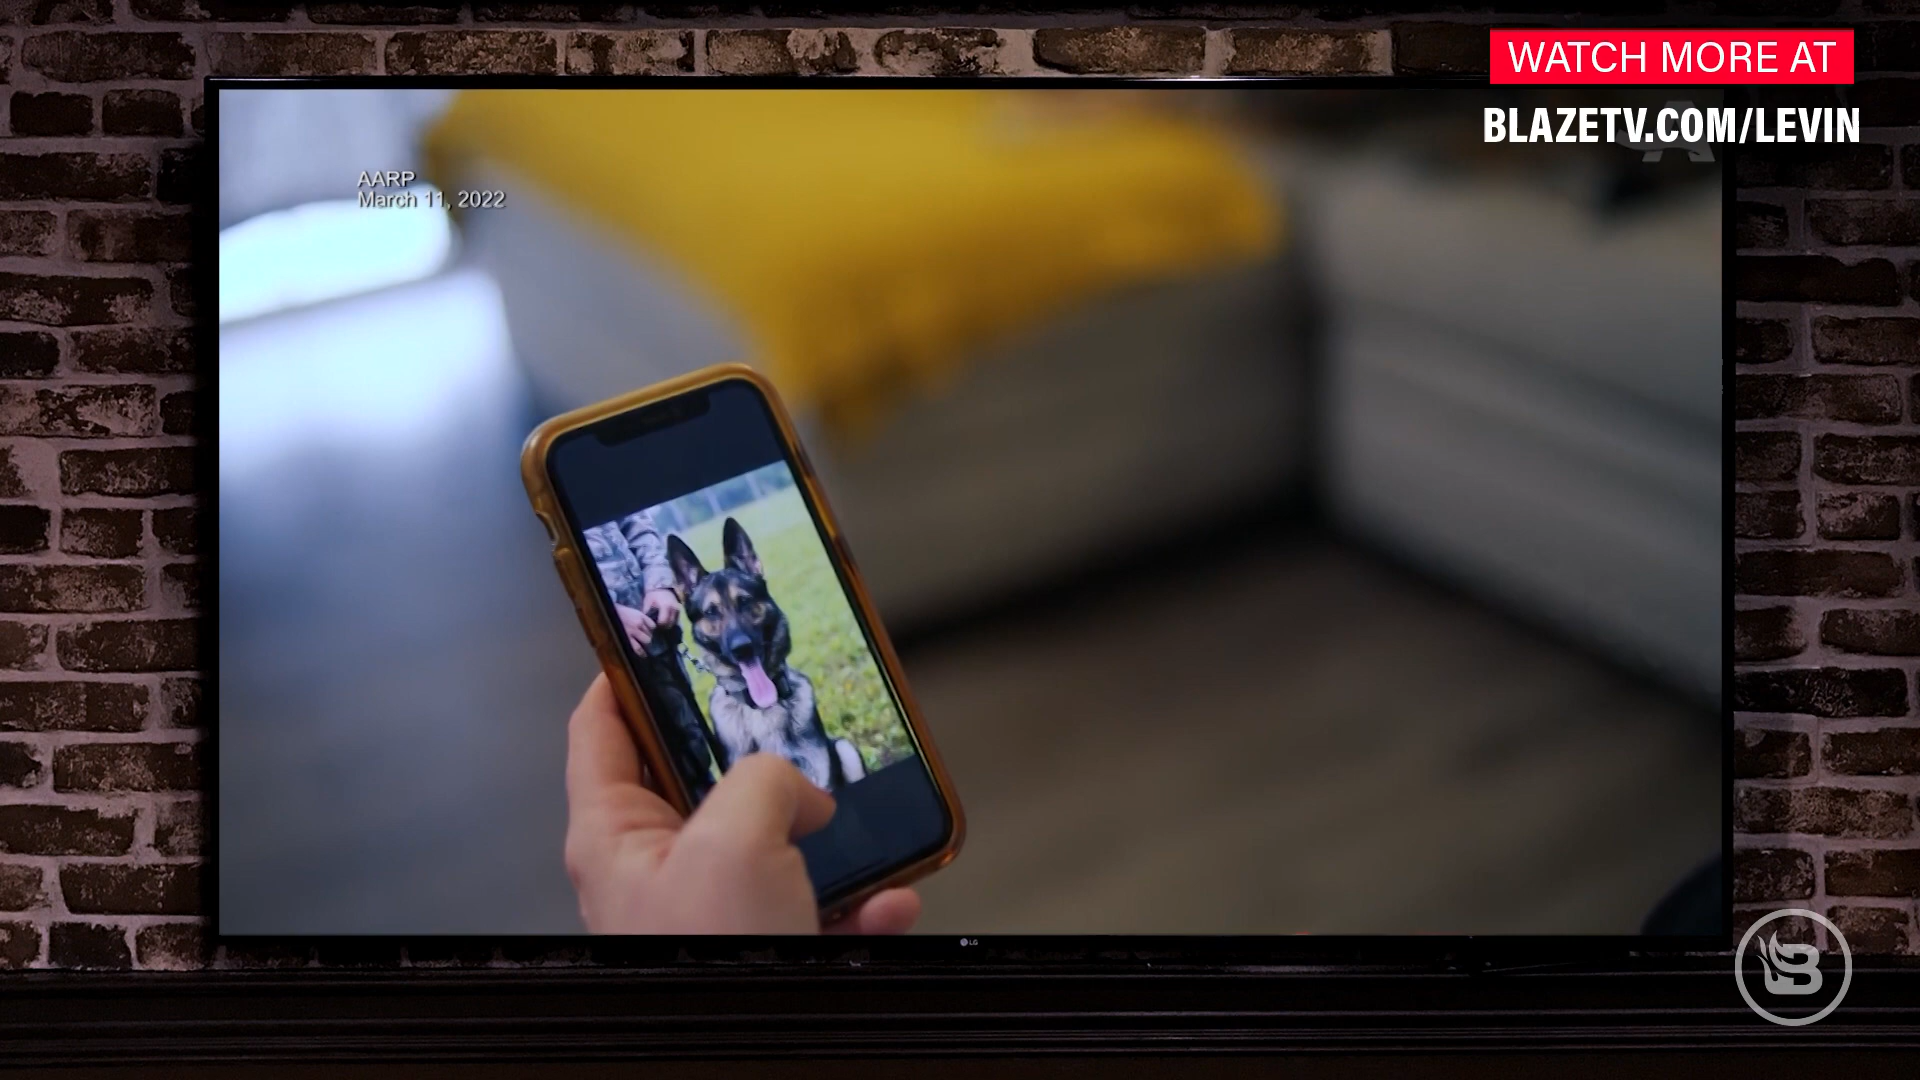 WATCH MORE AT
BLAZETV.COM/LEVIN
AARP
March 11, 2022
LG
B